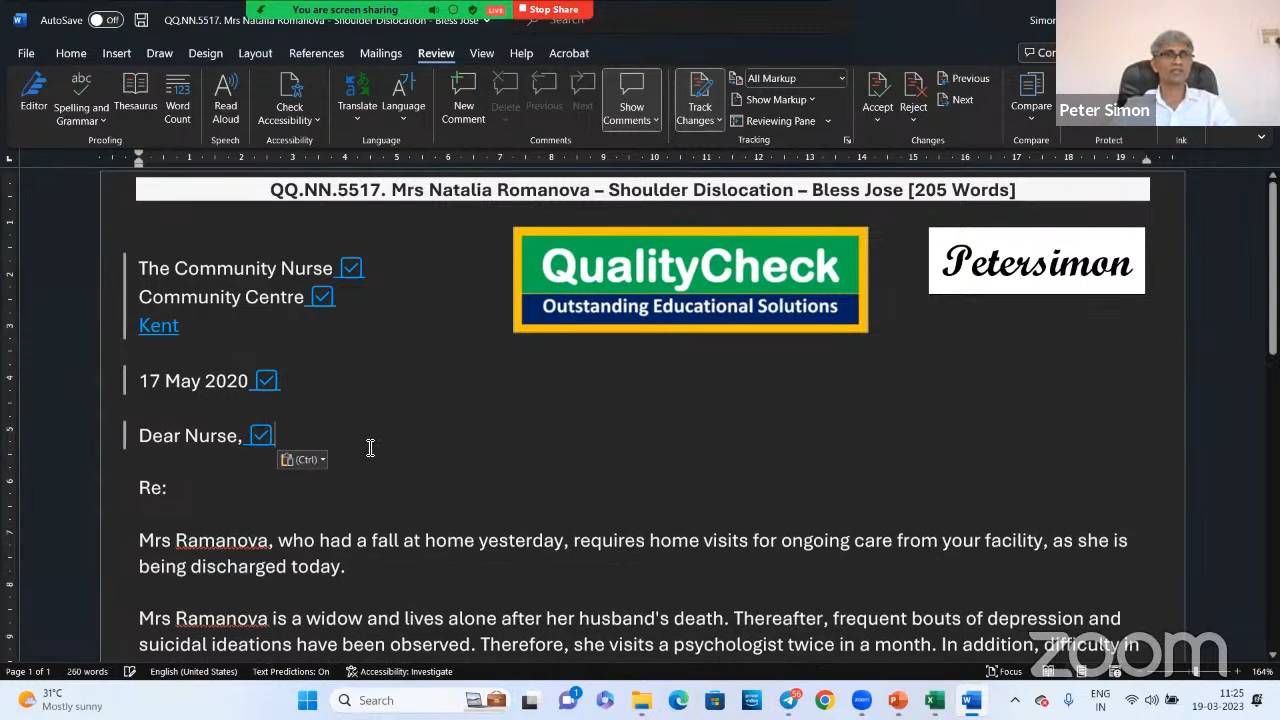 AutoSave Off QQ.NN.5517. Mrs Natalia Romanova - Shoulder Dislocation - Bless Jose Search Simon
You are screen sharing LIVE Stop Share
File Home Insert Draw Design Layout References Mailings Review View Help Acrobat
Editor Spelling and Grammar Thesaurus Word Count Read Aloud Check Accessibility Translate Language New Comment Delete Previous Next Show Comments Track Changes Accept Reject Compare
All Markup
Show Markup
Reviewing Pane
Previous
Next
Proofing Speech Accessibility Language Comments Tracking Changes Compare Protect Ink
Peter Simon
QQ.NN.5517. Mrs Natalia Romanova – Shoulder Dislocation – Bless Jose [205 Words]
QualityCheck
Outstanding Educational Solutions
Petersimon
The Community Nurse
Community Centre
Kent
17 May 2020
Dear Nurse,
(Ctrl)
Re:
Mrs Ramanova, who had a fall at home yesterday, requires home visits for ongoing care from your facility, as she is
being discharged today.
Mrs Ramanova is a widow and lives alone after her husband's death. Thereafter, frequent bouts of depression and
suicidal ideations have been observed. Therefore, she visits a psychologist twice in a month. In addition, difficulty in
zoom
Page 1 of 1 260 words English (United States) Text Predictions: On Accessibility: Investigate Focus 164%
31°C
Mostly sunny
Search
1
56
ENG
IN
11:25
19-03-2023